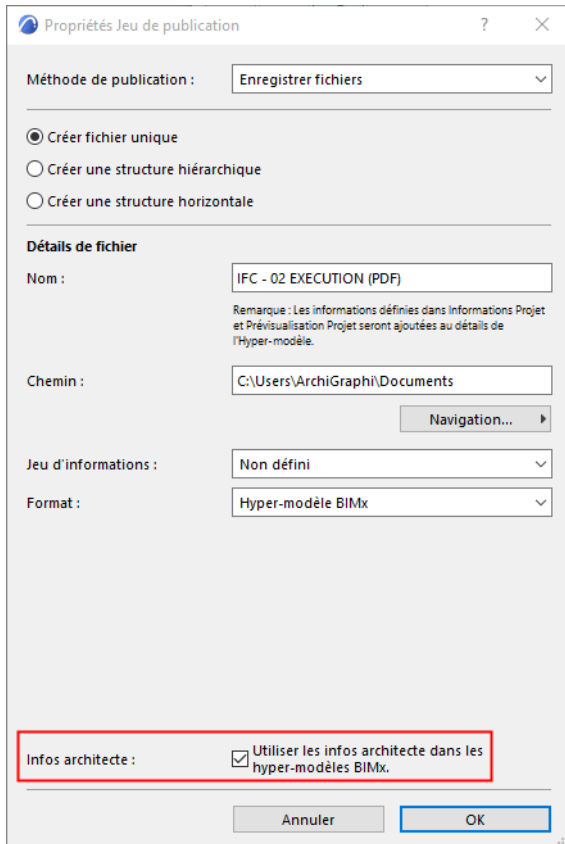 Propriétés Jeu de publication ? ×
Méthode de publication : Enregistrer fichiers
Créer fichier unique
Créer une structure hiérarchique
Créer une structure horizontale
Détails de fichier
Nom : IFC - 02 EXECUTION (PDF)
Remarque : Les informations définies dans Informations Projet
et Prévisualisation Projet seront ajoutées au détails de
l'Hyper-modèle.
Chemin : C:\Users\ArchiGraphi\Documents
Navigation...
Jeu d'informations : Non défini
Format : Hyper-modèle BIMx
Infos architecte : Utiliser les infos architecte dans les
hyper-modèles BIMx.
Annuler OK